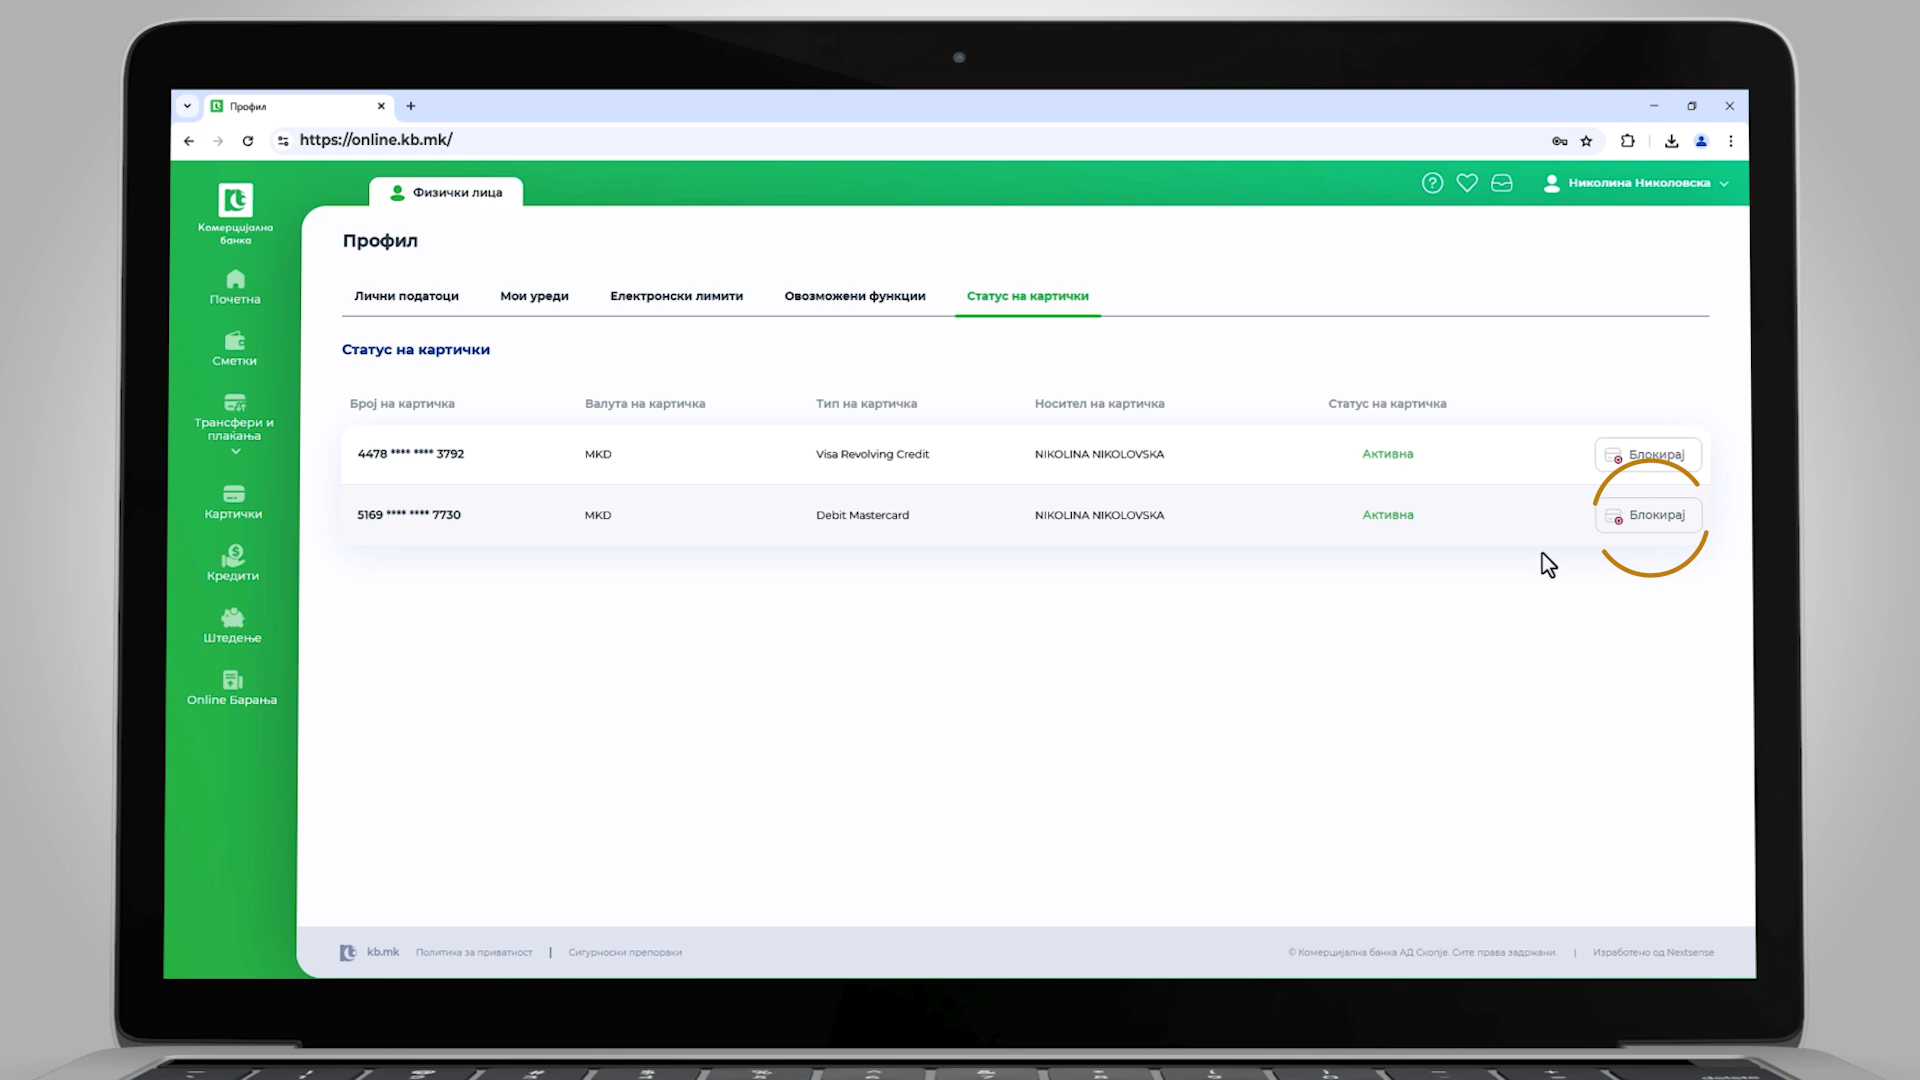 Профил
https://online.kb.mk/
Комерцијална
банка
Физички лица
Николина Николовска
Почетна
Сметки
Трансфери и
плаќања
Картички
Кредити
Штедење
Online Барања
Профил
Лични податоци
Мои уреди
Електронски лимити
Овозможени функции
Статус на картички
Статус на картички
Број на картичка Валута на картичка Тип на картичка Носител на картичка Статус на картичка
4478 **** **** 3792 MKD Visa Revolving Credit NIKOLINA NIKOLOVSKA Активна Блокирај
5169 **** **** 7730 MKD Debit Mastercard NIKOLINA NIKOLOVSKA Активна Блокирај
kb.mk Политика за приватност | Сигурносни препораки
© Комерцијална банка АД Скопје. Сите права задржани. | Изработено од Nextsense